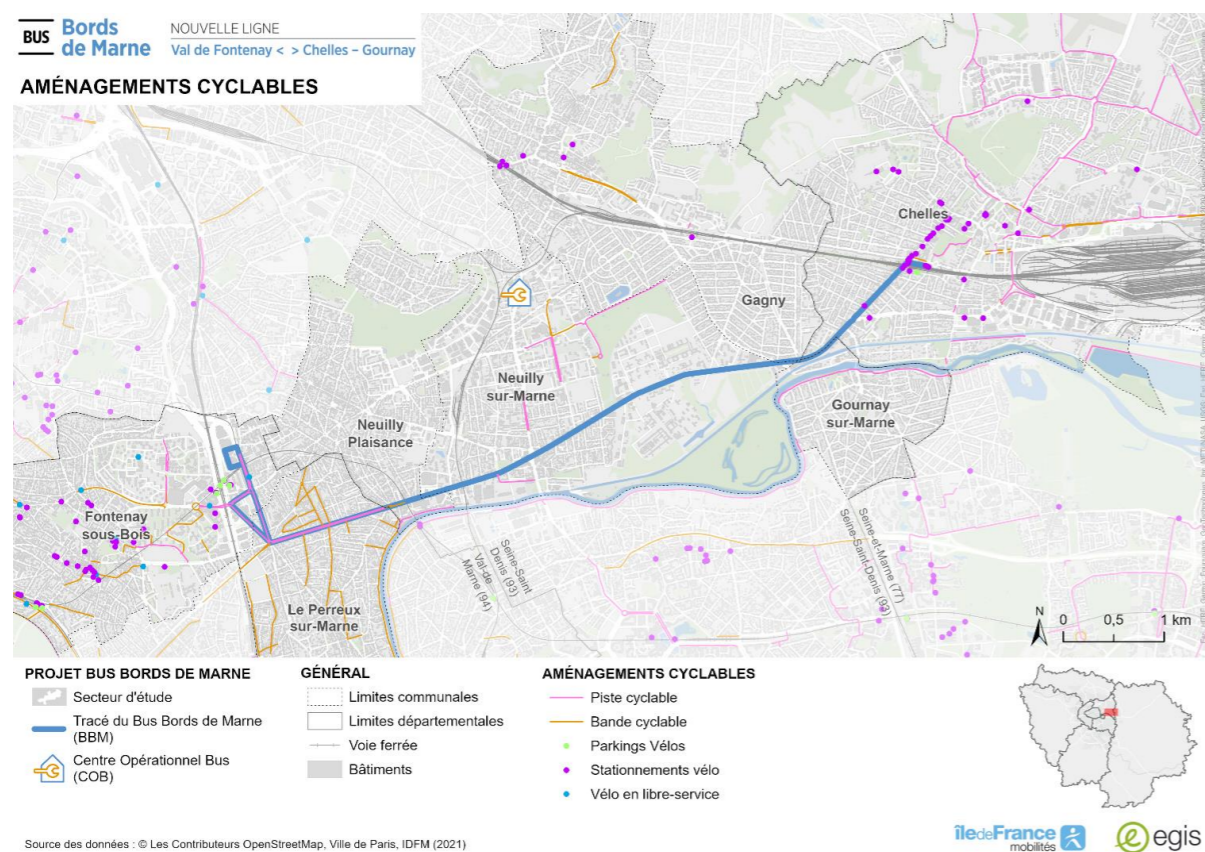 BUS Bords
de Marne
NOUVELLE LIGNE
Val de Fontenay < > Chelles – Gournay
AMÉNAGEMENTS CYCLABLES
Chelles
Gagny
Neuilly
sur-Marne
Neuilly
Plaisance
Gournay
sur-Marne
Fontenay
sous-Bois
Le Perreux
sur-Marne
Seine-Saint
Denis (93)
Val-de
Marne (94)
Seine-et-Marne (77)
Seine-Saint-Denis (93)
N
0 0,5 1 km
PROJET BUS BORDS DE MARNE
Secteur d'étude
Tracé du Bus Bords de Marne
(BBM)
Centre Opérationnel Bus
(COB)
GÉNÉRAL
Limites communales
Limites départementales
Voie ferrée
Bâtiments
AMÉNAGEMENTS CYCLABLES
Piste cyclable
Bande cyclable
Parkings Vélos
Stationnements vélo
Vélo en libre-service
Source des données : © Les Contributeurs OpenStreetMap, Ville de Paris, IDFM (2021)
île de France
mobilités
egis